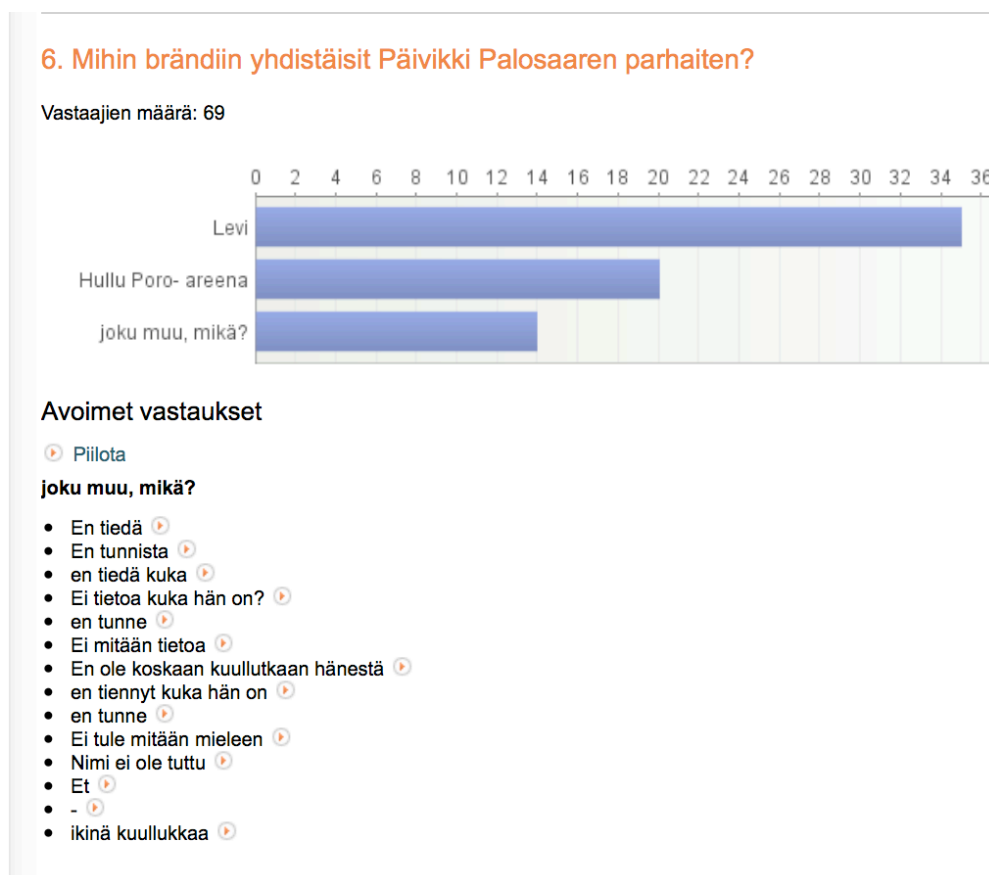 6. Mihin brändiin yhdistäisit Päivikki Palosaaren parhaiten?
Vastaajien määrä: 69
0 2 4 6 8 10 12 14 16 18 20 22 24 26 28 30 32 34 36
Levi
Hullu Poro- areena
joku muu, mikä?
Avoimet vastaukset
Piilota
joku muu, mikä?
En tiedä
En tunnista
en tiedä kuka
Ei tietoa kuka hän on?
en tunne
Ei mitään tietoa
En ole koskaan kuullutkaan hänestä
en tiennyt kuka hän on
en tunne
Ei tule mitään mieleen
Nimi ei ole tuttu
Et
-
ikinä kuullukkaa